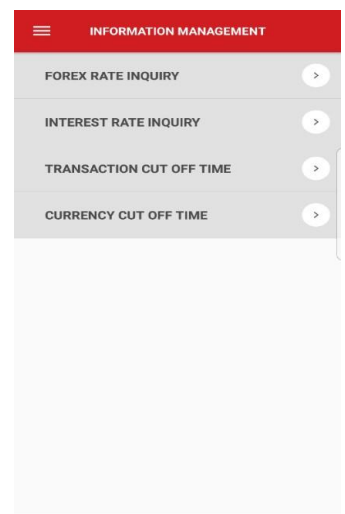 INFORMATION MANAGEMENT
FOREX RATE INQUIRY
INTEREST RATE INQUIRY
TRANSACTION CUT OFF TIME
CURRENCY CUT OFF TIME